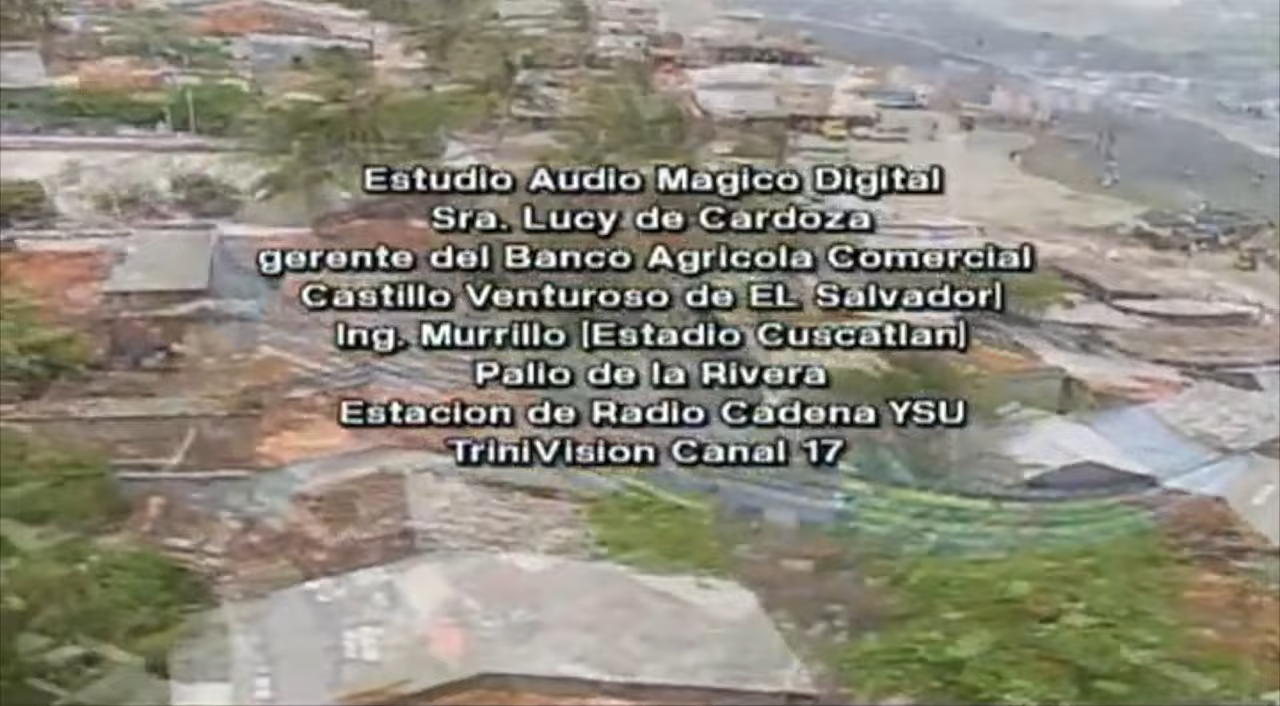 Estudio Audio Magico Digital
Sra. Lucy de Cardoza
gerente del Banco Agricola Comercial
Castillo Venturoso de EL Salvador)
Ing. Murrillo (Estadio Cuscatlan)
Palio de la Rivera
Estacion de Radio Cadena YSU
TriniVision Canal 17